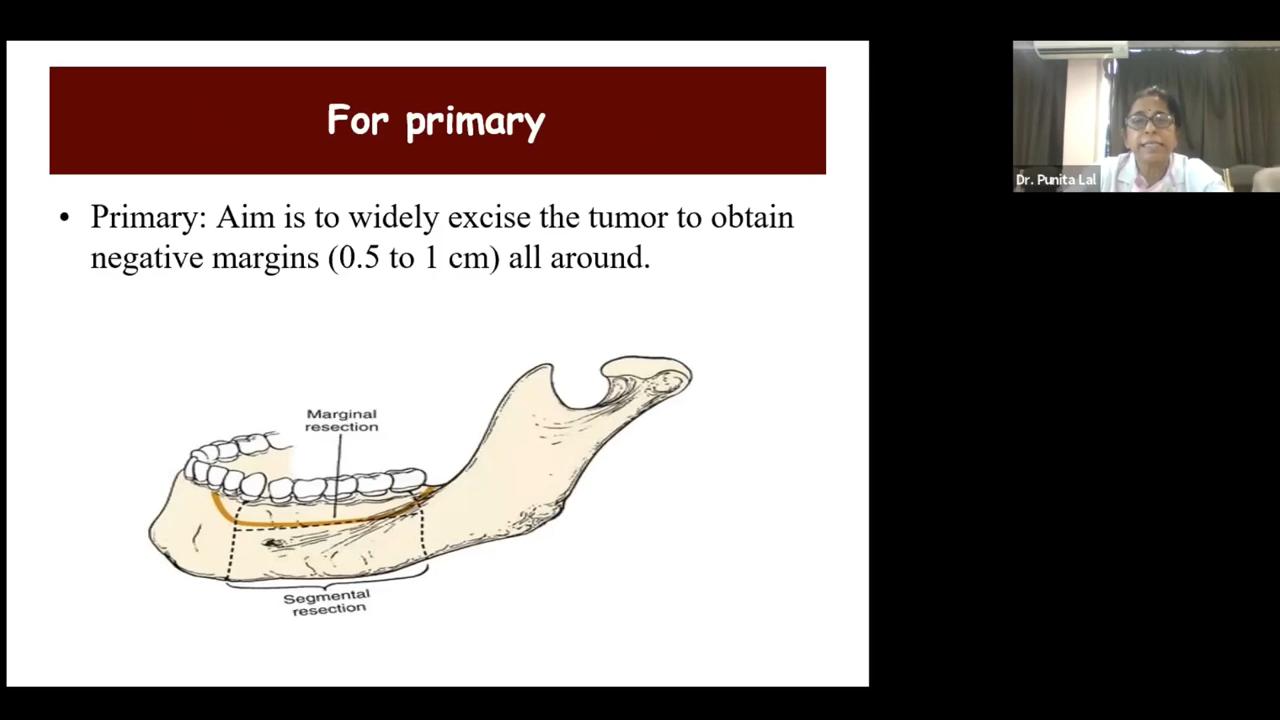 For primary
• Primary: Aim is to widely excise the tumor to obtain
negative margins (0.5 to 1 cm) all around.
Marginal
resection
Segmental
resection
Dr. Punita Lal